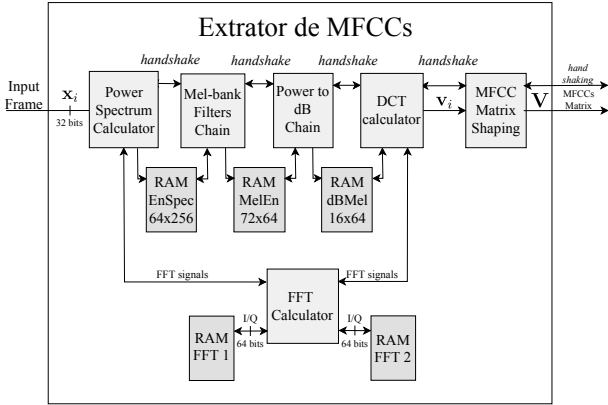 Extrator de MFCCs
handshake handshake handshake handshake
hand
shaking
Input
Frame
x_i
32 bits
Power
Spectrum
Calculator
Mel-bank
Filters
Chain
Power to
dB
Chain
DCT
calculator
v_i
MFCC
Matrix
Shaping
V
MFCCs
Matrix
RAM
EnSpec
64x256
RAM
MelEn
72x64
RAM
dBMel
16x64
FFT signals
FFT signals
FFT
Calculator
I/Q
64 bits
I/Q
64 bits
RAM
FFT 1
RAM
FFT 2